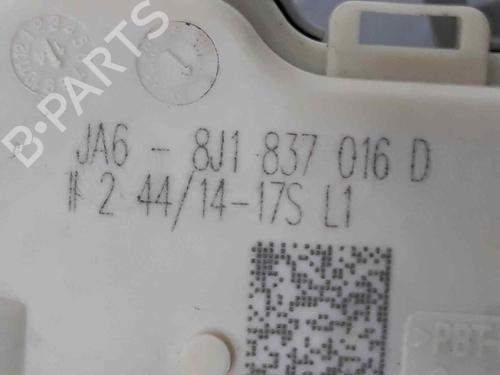 B-PARTS
JA6 - 8J1 837 016 D
2 44/14-17S L1
>PBT-